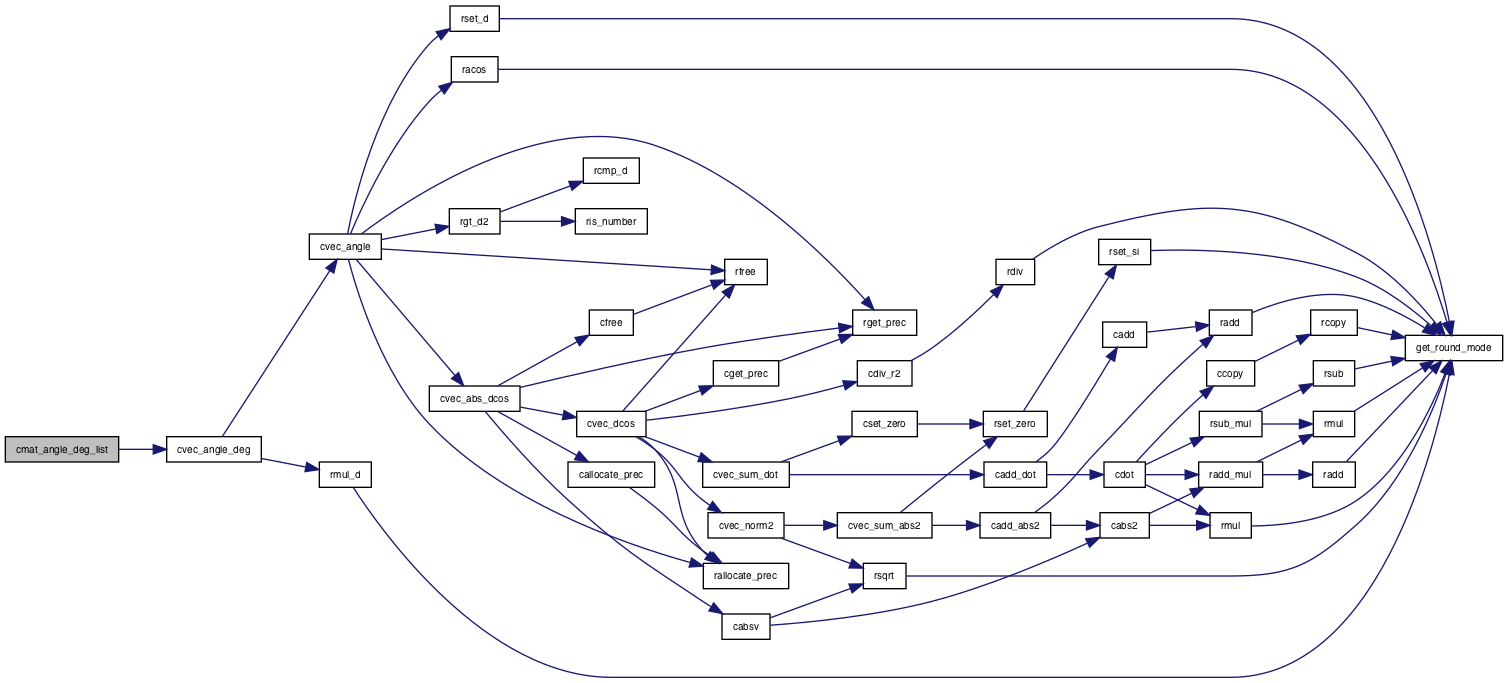 rset_d
racos
rcmp_d
rgt_d2
ris_number
cvec_angle
rset_si
rfree
rdiv
cfree
rget_prec
radd
rcopy
cadd
get_round_mode
cget_prec
cdiv_r2
ccopy
rsub
cvec_abs_dcos
cvec_dcos
cset_zero
rset_zero
rsub_mul
rmul
cmat_angle_deg_list
cvec_angle_deg
rmul_d
callocate_prec
cvec_sum_dot
cadd_dot
cdot
radd_mul
radd
cvec_norm2
cvec_sum_abs2
cadd_abs2
cabs2
rmul
rallocate_prec
rsqrt
cabsv